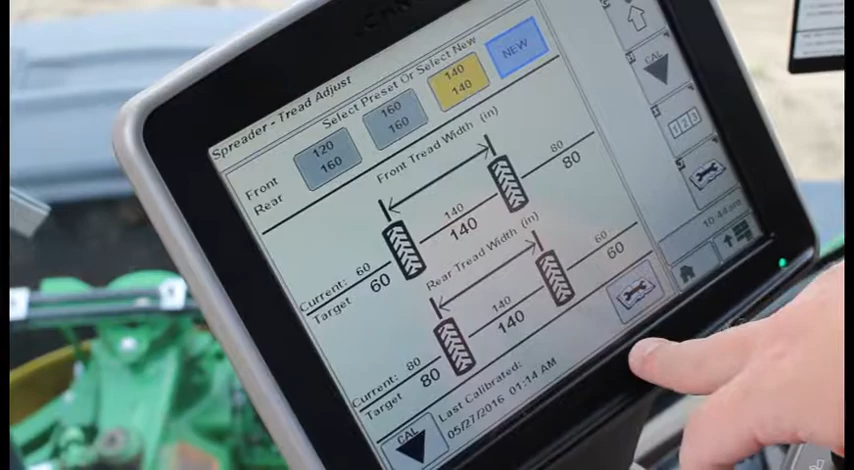 Spreader - Tread Adjust
Select Preset Or Select New
Front
Rear
120
160
160
160
140
140
NEW
Front Tread Width (in)
80
80
140
140
Current: 60
Target 60
Rear Tread Width (in)
60
60
140
140
Current: 80
Target 80
Last Calibrated:
05/27/2016 01:14 AM
CAL
CAL
10:44 am